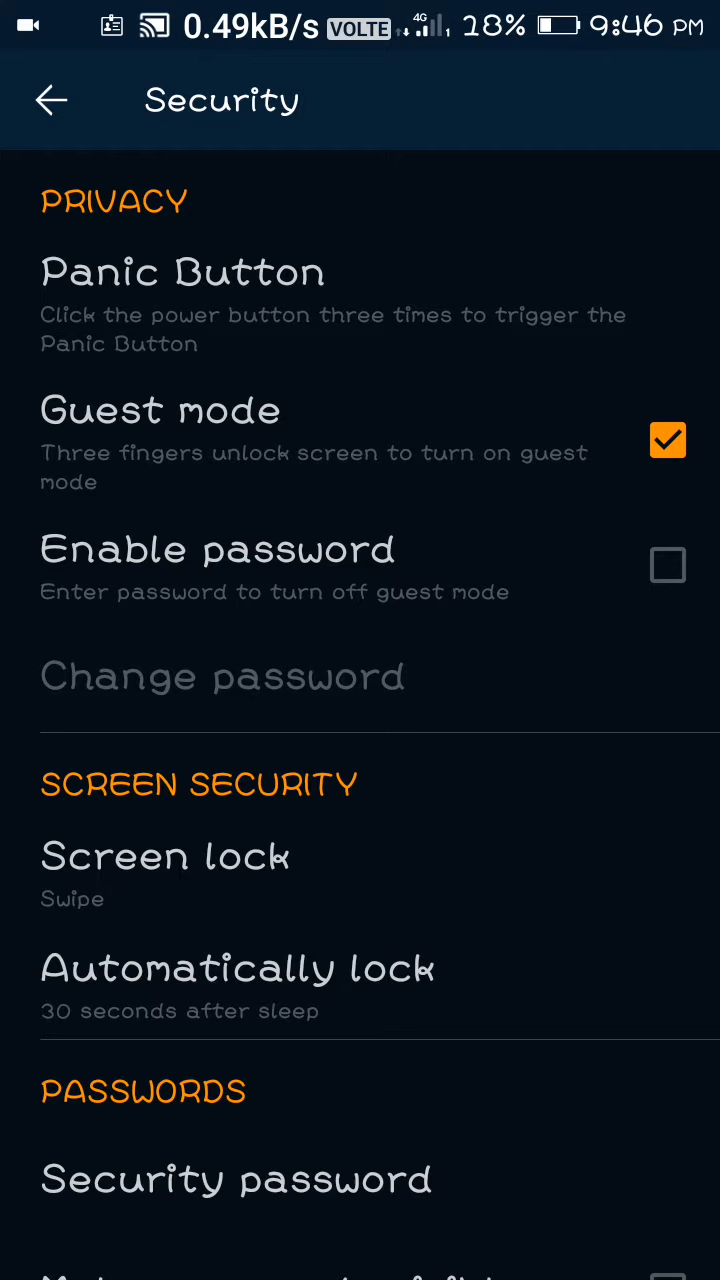 0.49kB/s VOLTE 4G 28% 9:46 PM
Security
PRIVACY
Panic Button
Click the power button three times to trigger the
Panic Button
Guest mode
Three fingers unlock screen to turn on guest
mode
Enable password
Enter password to turn off guest mode
Change password
SCREEN SECURITY
Screen lock
Swipe
Automatically lock
30 seconds after sleep
PASSWORDS
Security password